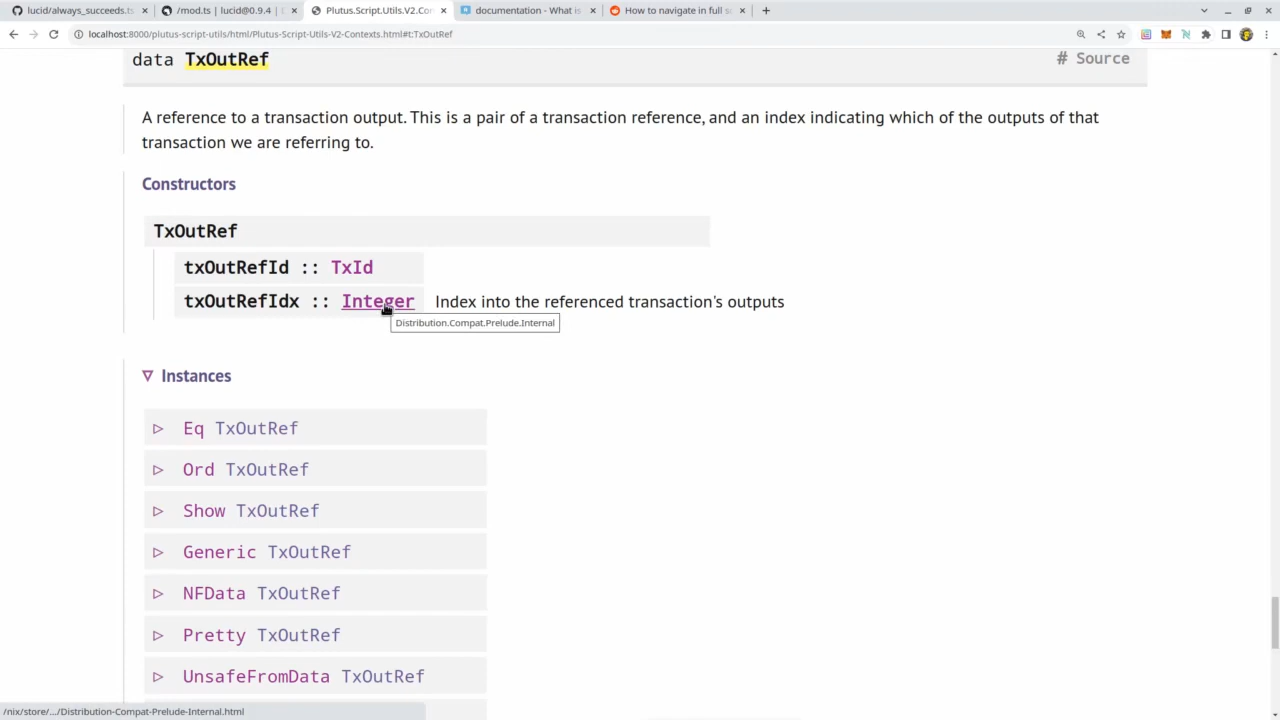 lucid/always_succeeds.ts
/mod.ts | lucid@0.9.4 |
Plutus.Script.Utils.V2.Con
documentation - What is
How to navigate in full s
localhost:8000/plutus-script-utils/html/Plutus-Script-Utils-V2-Contexts.html#t:TxOutRef
data TxOutRef # Source
A reference to a transaction output. This is a pair of a transaction reference, and an index indicating which of the outputs of that
transaction we are referring to.
Constructors
TxOutRef
txOutRefId :: TxId
txOutRefIdx :: Integer Index into the referenced transaction's outputs
Distribution.Compat.Prelude.Internal
▽ Instances
▷ Eq TxOutRef
▷ Ord TxOutRef
▷ Show TxOutRef
▷ Generic TxOutRef
▷ NFData TxOutRef
▷ Pretty TxOutRef
▷ UnsafeFromData TxOutRef
/nix/store/.../Distribution-Compat-Prelude-Internal.html